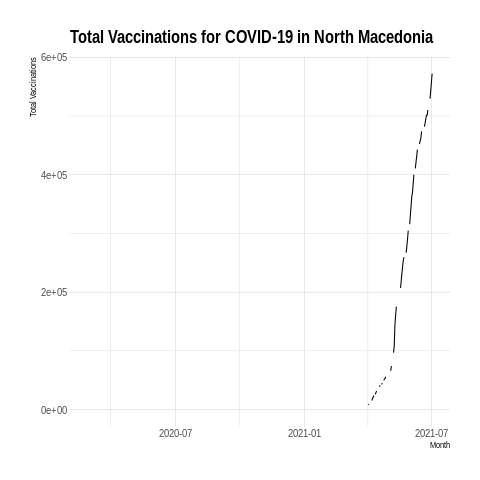 Total Vaccinations for COVID-19 in North Macedonia
Total Vaccinations
6e+05
4e+05
2e+05
0e+00
2020-07 2021-01 2021-07
Month